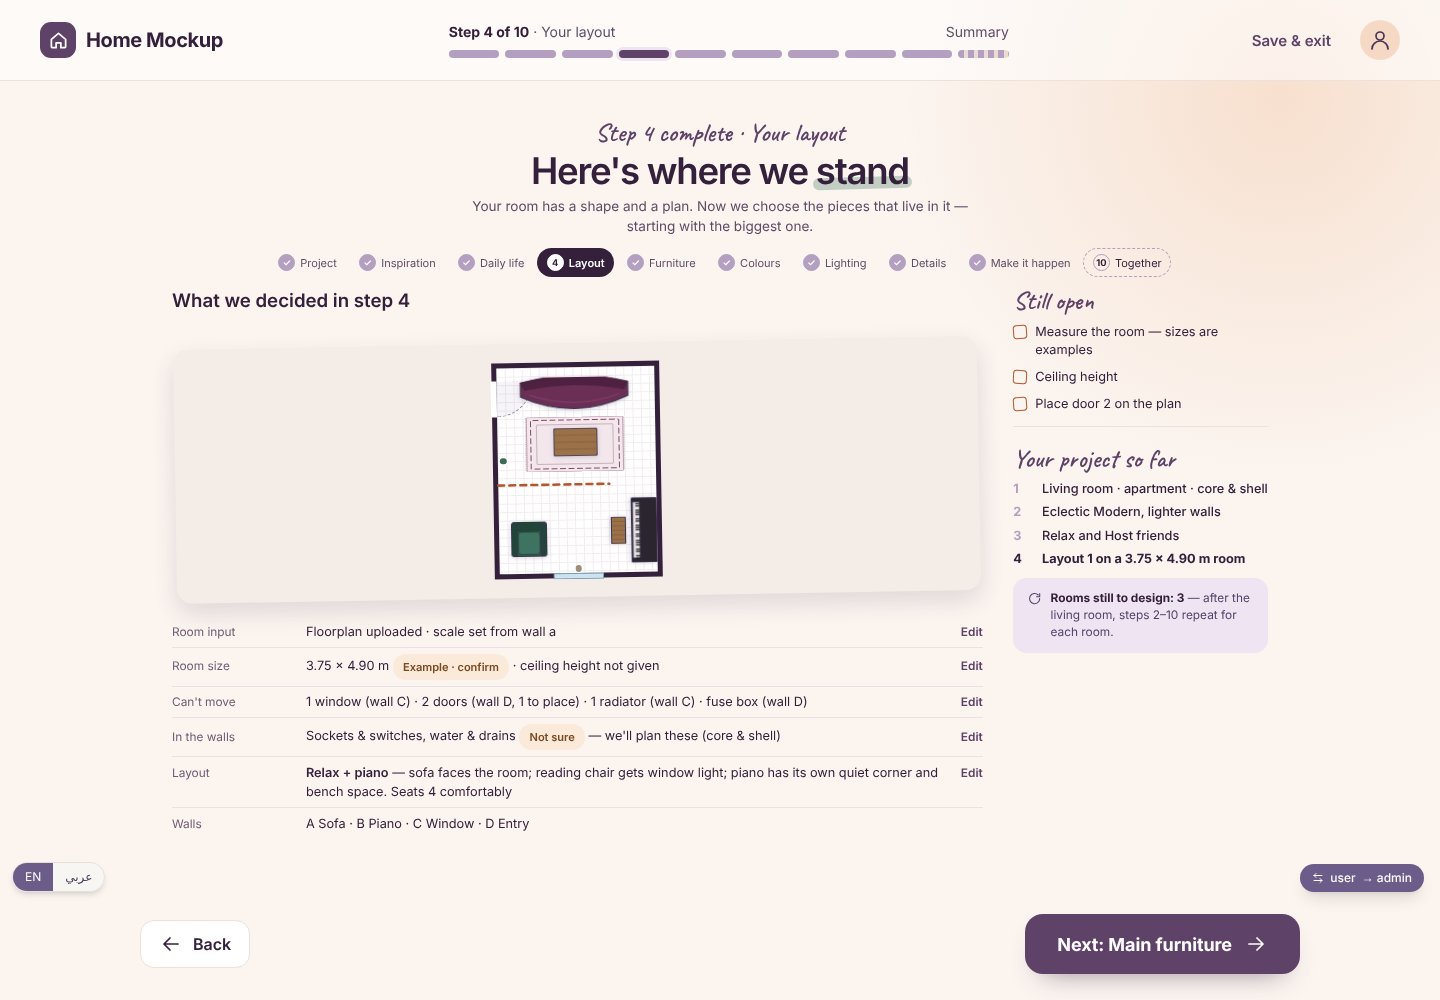 Home Mockup
Step 4 of 10 · Your layout
Summary
Save & exit
Step 4 complete · Your layout
Here's where we stand
Your room has a shape and a plan. Now we choose the pieces that live in it —
starting with the biggest one.
Project
Inspiration
Daily life
4 Layout
Furniture
Colours
Lighting
Details
Make it happen
10 Together
What we decided in step 4
Room input
Floorplan uploaded · scale set from wall a
Edit
Room size
3.75 × 4.90 m Example · confirm · ceiling height not given
Edit
Can't move
1 window (wall C) · 2 doors (wall D, 1 to place) · 1 radiator (wall C) · fuse box (wall D)
Edit
In the walls
Sockets & switches, water & drains Not sure — we'll plan these (core & shell)
Edit
Layout
Relax + piano — sofa faces the room; reading chair gets window light; piano has its own quiet corner and
bench space. Seats 4 comfortably
Edit
Walls
A Sofa · B Piano · C Window · D Entry
Still open
Measure the room — sizes are
examples
Ceiling height
Place door 2 on the plan
Your project so far
1 Living room · apartment · core & shell
2 Eclectic Modern, lighter walls
3 Relax and Host friends
4 Layout 1 on a 3.75 × 4.90 m room
Rooms still to design: 3 — after the
living room, steps 2–10 repeat for
each room.
EN
عربي
user → admin
Back
Next: Main furniture